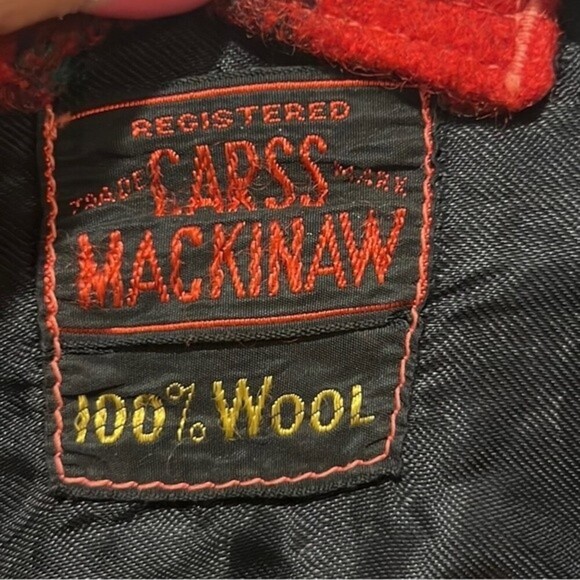 REGISTERED
TRADE CARSS MARK
MACKINAW
100% WOOL